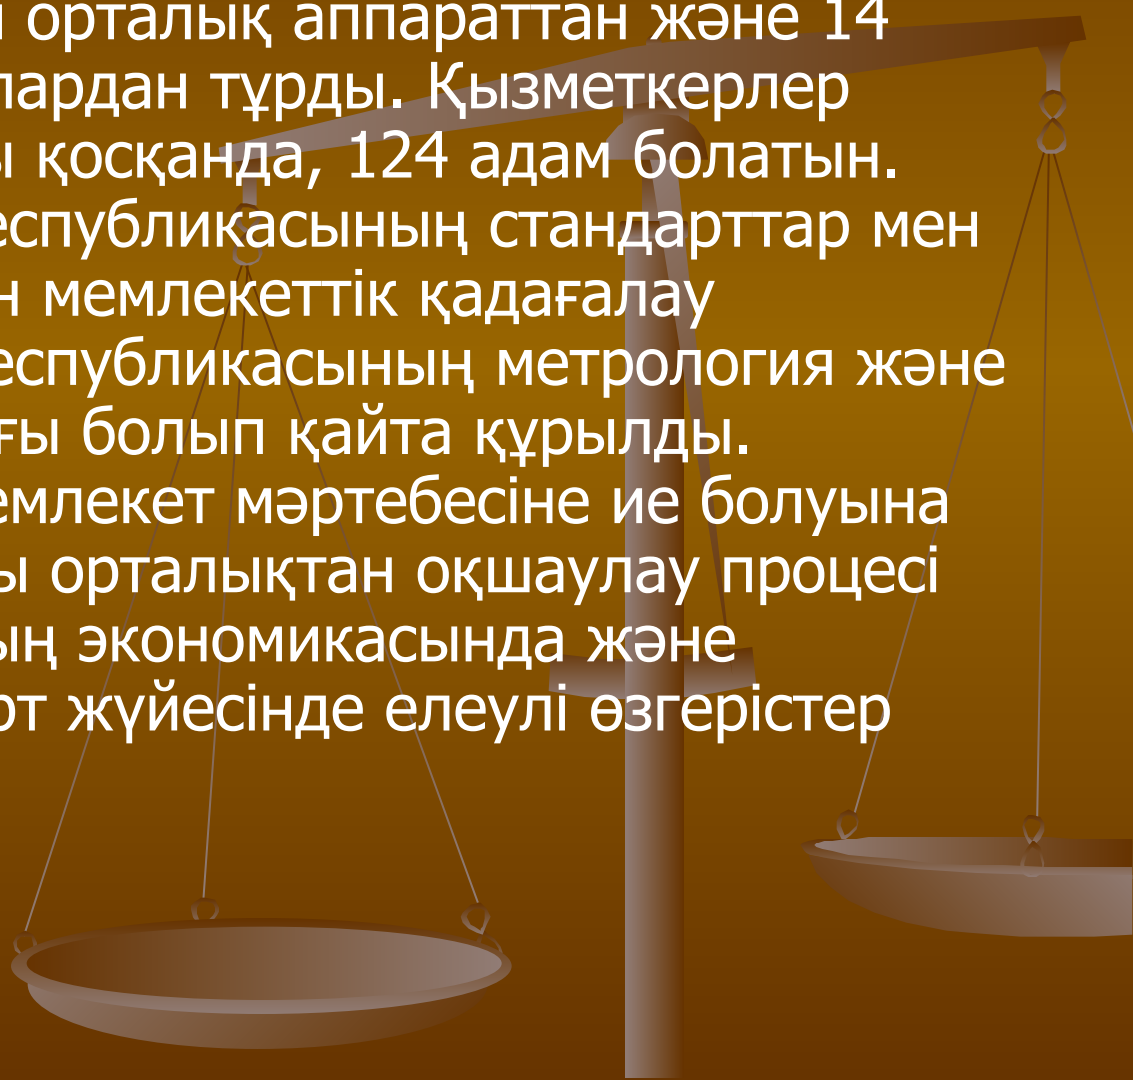 орталық аппараттан және 14
лардан тұрды. Қызметкерлер
ы қосқанда, 124 адам болатын.
еспубликасының стандарттар мен
н мемлекеттік қадағалау
еспубликасының метрология және
ғы болып қайта құрылды.
емлекет мәртебесіне ие болуына
ы орталықтан оқшаулау процесі
ың экономикасында және
рт жүйесінде елеулі өзгерістер